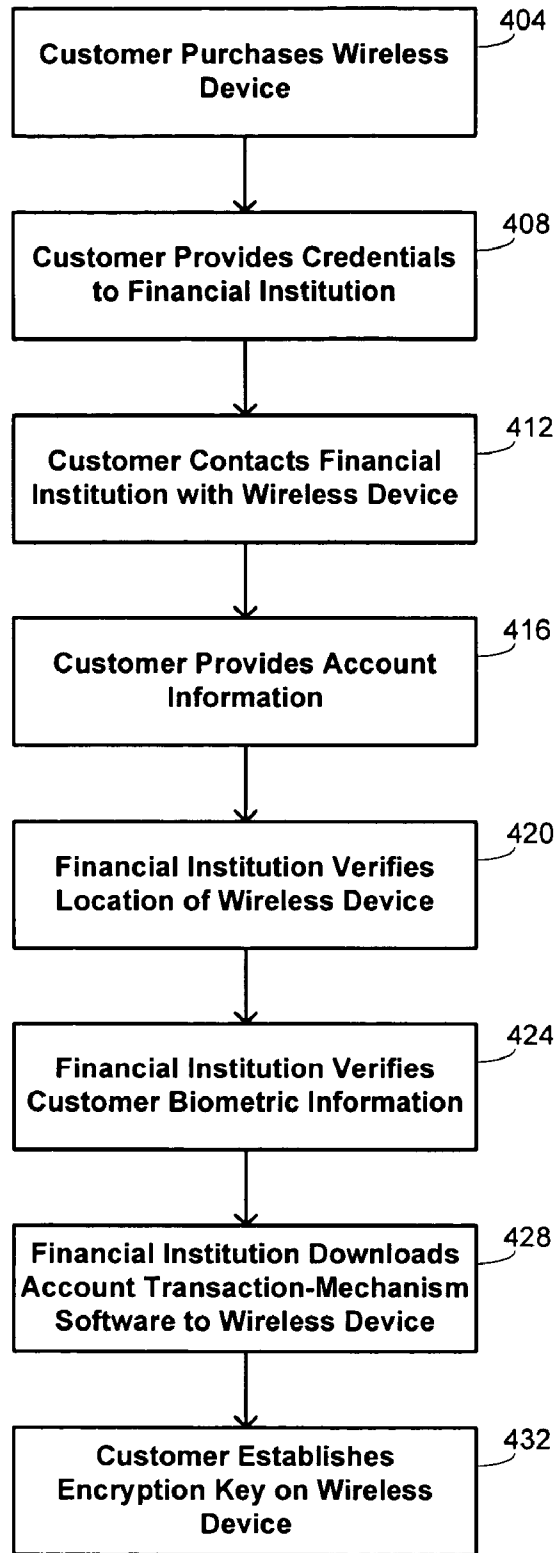 404
Customer Purchases Wireless
Device
408
Customer Provides Credentials
to Financial Institution
412
Customer Contacts Financial
Institution with Wireless Device
416
Customer Provides Account
Information
420
Financial Institution Verifies
Location of Wireless Device
424
Financial Institution Verifies
Customer Biometric Information
428
Financial Institution Downloads
Account Transaction-Mechanism
Software to Wireless Device
432
Customer Establishes
Encryption Key on Wireless
Device